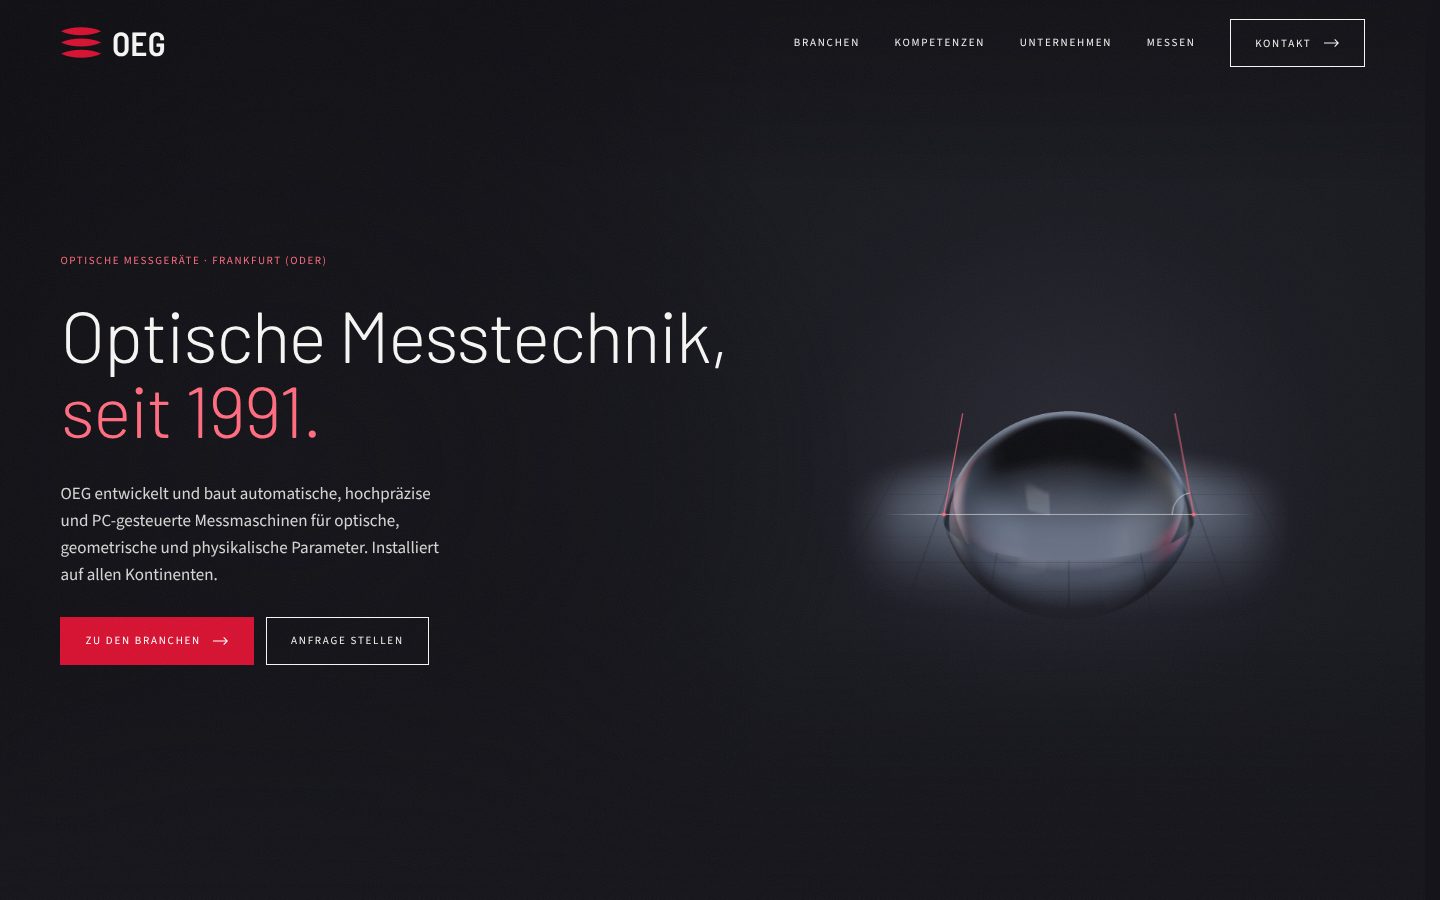 OEG
BRANCHEN KOMPETENZEN UNTERNEHMEN MESSEN KONTAKT
OPTISCHE MESSGERÄTE · FRANKFURT (ODER)
Optische Messtechnik,
seit 1991.
OEG entwickelt und baut automatische, hochpräzise
und PC-gesteuerte Messmaschinen für optische,
geometrische und physikalische Parameter. Installiert
auf allen Kontinenten.
ZU DEN BRANCHEN ANFRAGE STELLEN